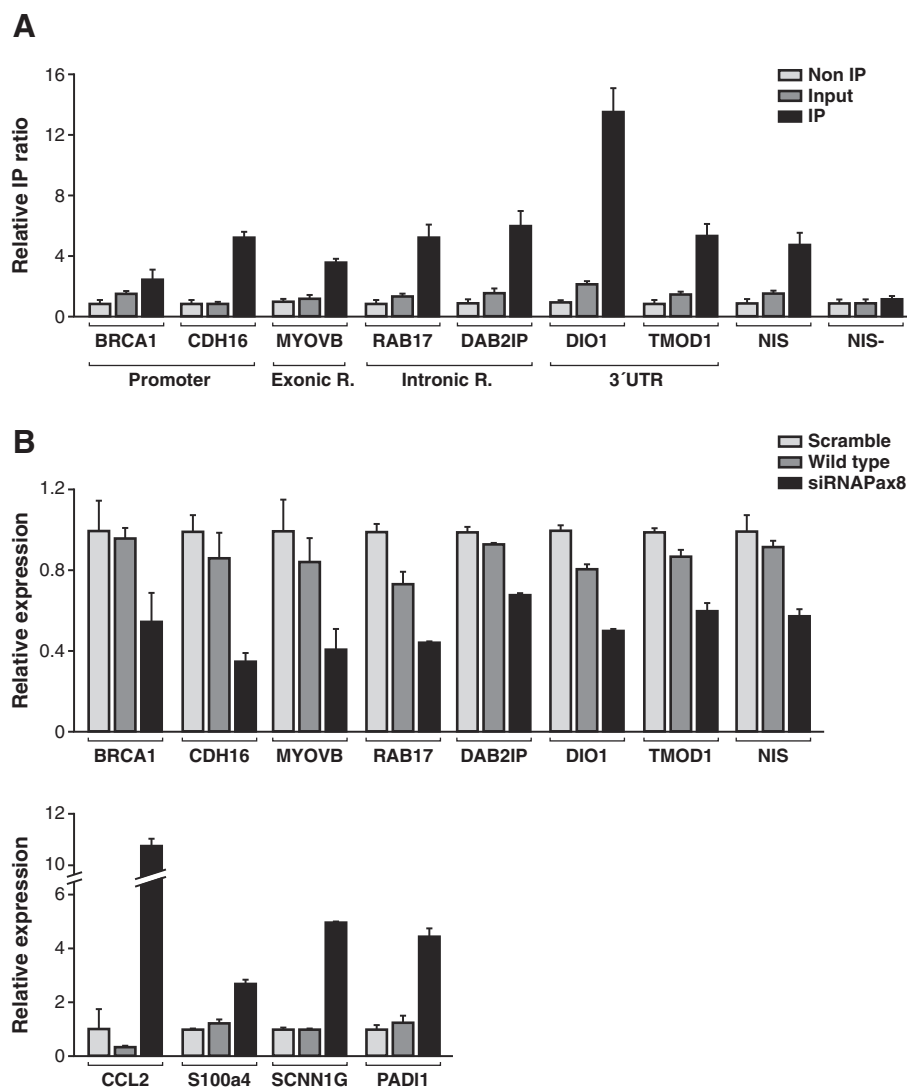 A
Relative IP ratio
16
12
8
4
0
Non IP
Input
IP
BRCA1 CDH16 MYOVB RAB17 DAB2IP DIO1 TMOD1 NIS NIS-
Promoter Exonic R. Intronic R. 3´UTR
B
Relative expression
1.2
0.8
0.4
0
Scramble
Wild type
siRNAPax8
BRCA1 CDH16 MYOVB RAB17 DAB2IP DIO1 TMOD1 NIS
Relative expression
12
10
6
4
2
0
CCL2 S100a4 SCNN1G PADI1